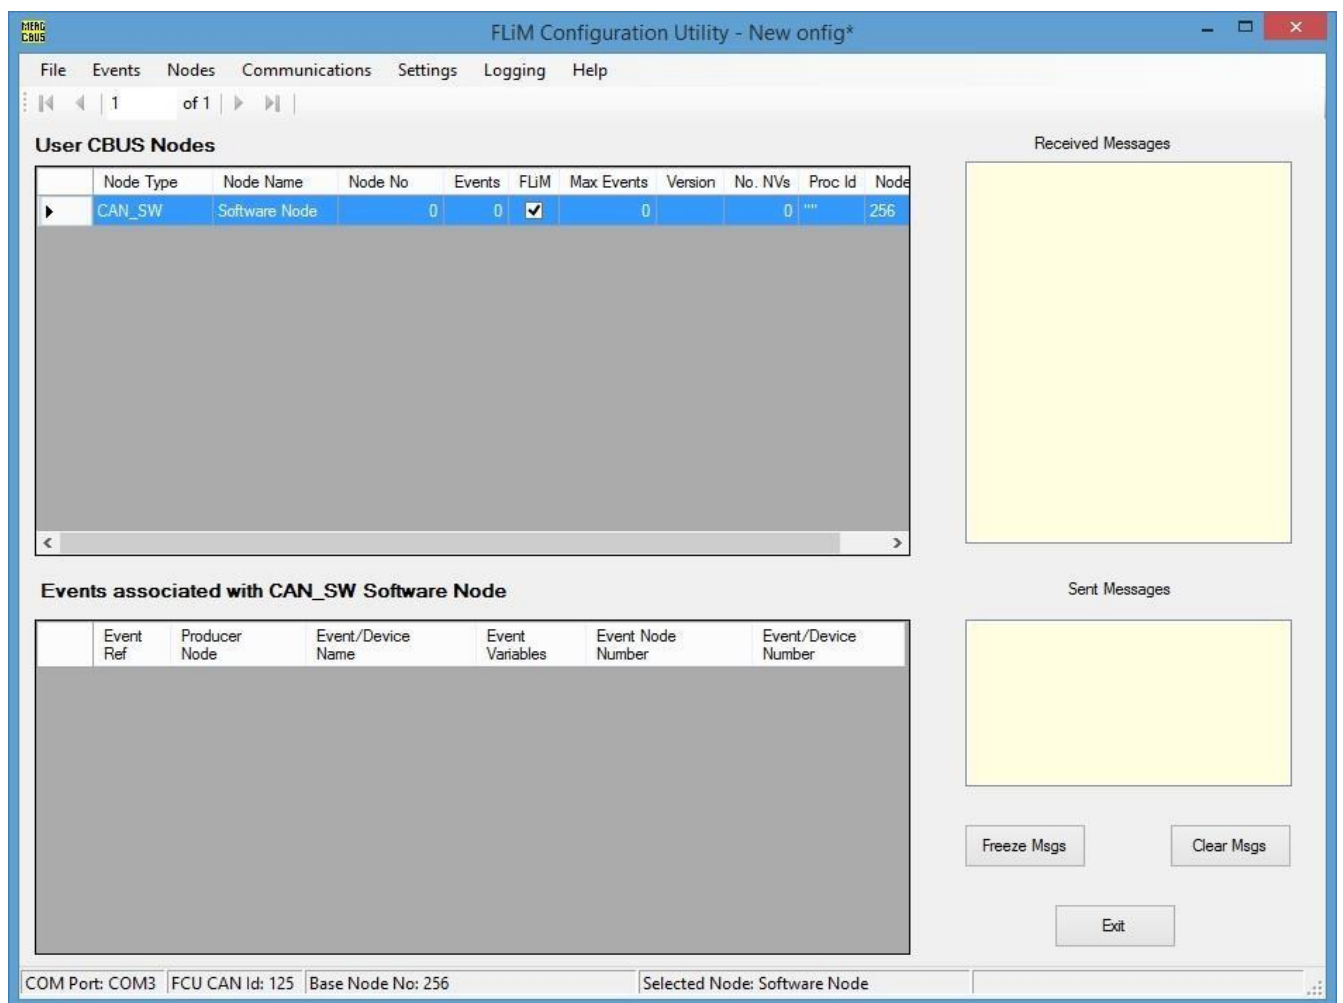 MERG
CBUS
FLiM Configuration Utility - New onfig*
File Events Nodes Communications Settings Logging Help
1 of 1
User CBUS Nodes
Received Messages
Node Type Node Name Node No Events FLiM Max Events Version No. NVs Proc Id Node
CAN_SW Software Node 0 0 0 0 "" 256
Events associated with CAN_SW Software Node
Sent Messages
Event Ref Producer Node Event/Device Name Event Variables Event Node Number Event/Device Number
Freeze Msgs Clear Msgs
Exit
COM Port: COM3 FCU CAN Id: 125 Base Node No: 256 Selected Node: Software Node